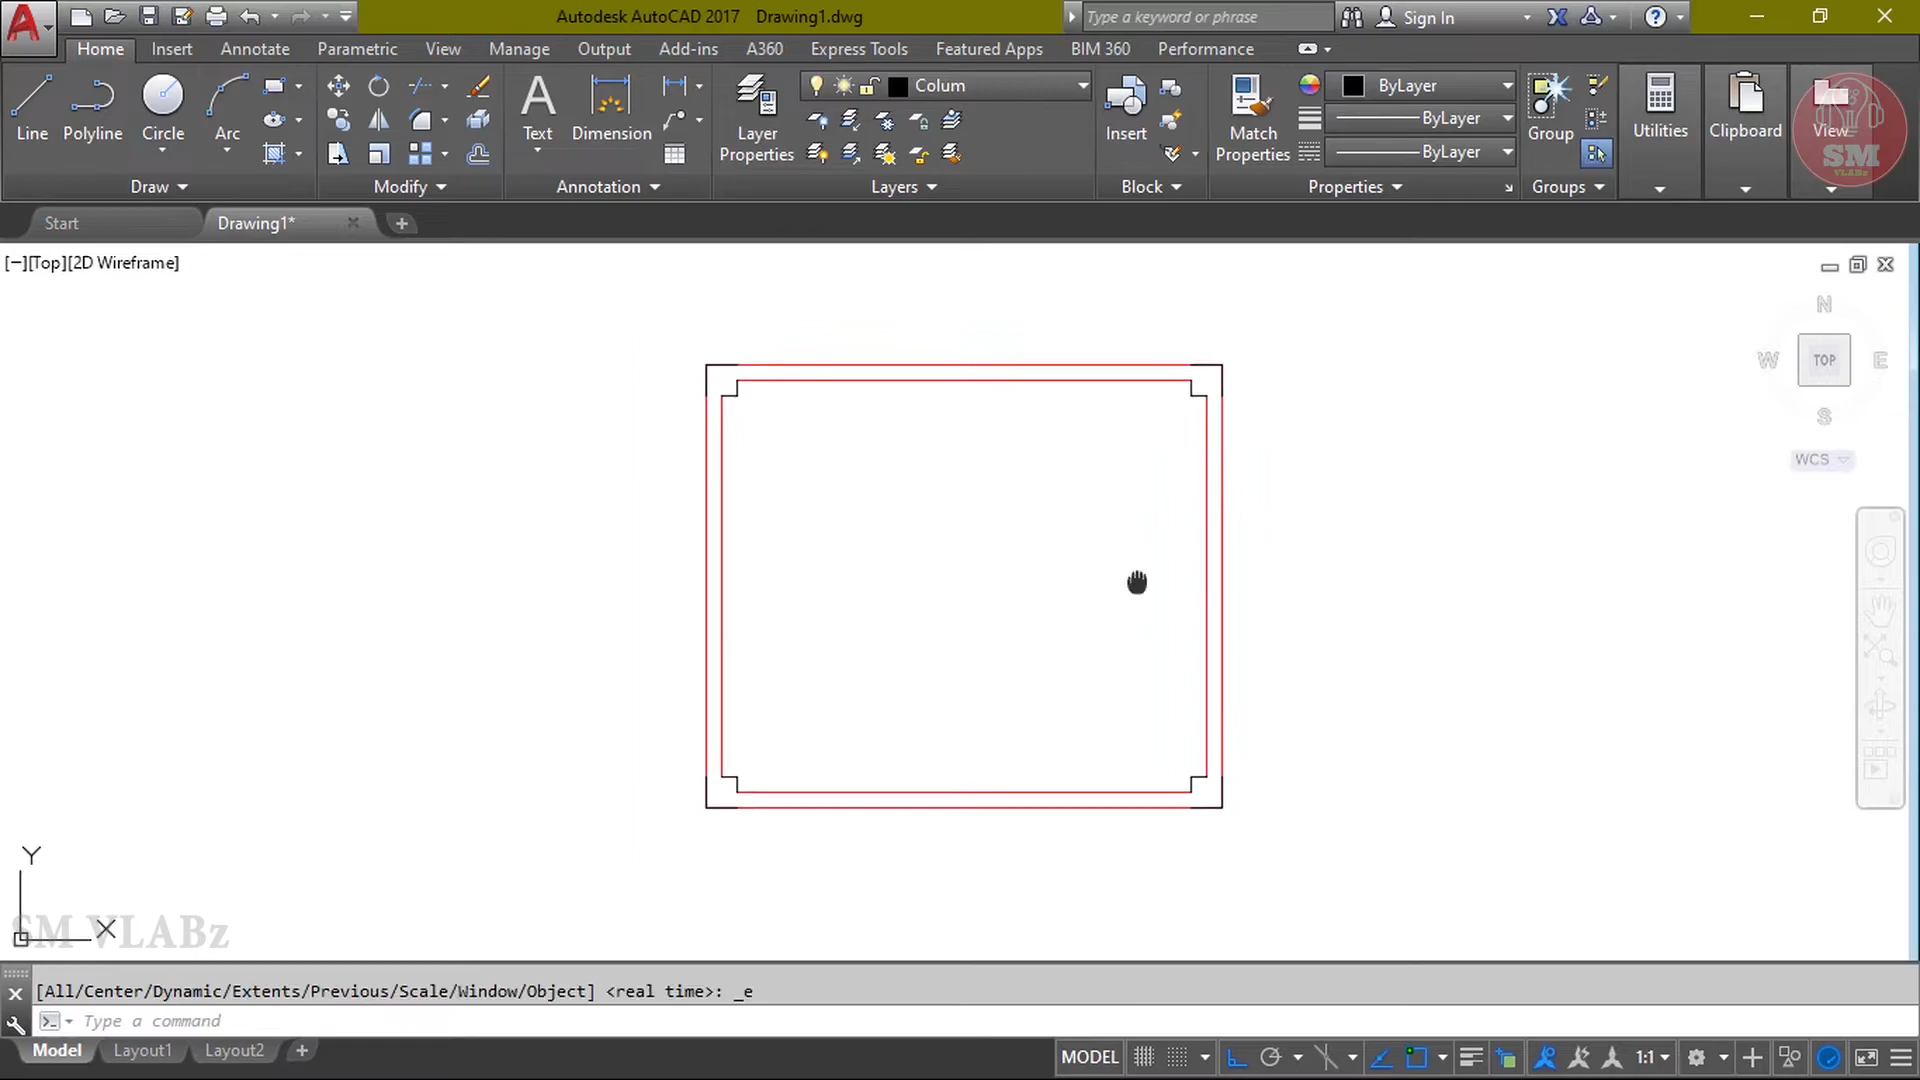 Autodesk AutoCAD 2017 Drawing1.dwg
Type a keyword or phrase
Sign In
Home Insert Annotate Parametric View Manage Output Add-ins A360 Express Tools Featured Apps BIM 360 Performance
Line Polyline Circle Arc
Text Dimension
Layer Properties
Colum
Insert
Match Properties
ByLayer
ByLayer
ByLayer
Group
Utilities
Clipboard
View
SM
VLABz
Draw Modify Annotation Layers Block Properties Groups
Start Drawing1*
[−][Top][2D Wireframe]
N
W TOP E
S
WCS
Y
X
SM VLABz
[All/Center/Dynamic/Extents/Previous/Scale/Window/Object] <real time>: _e
Type a command
Model Layout1 Layout2
MODEL 1:1